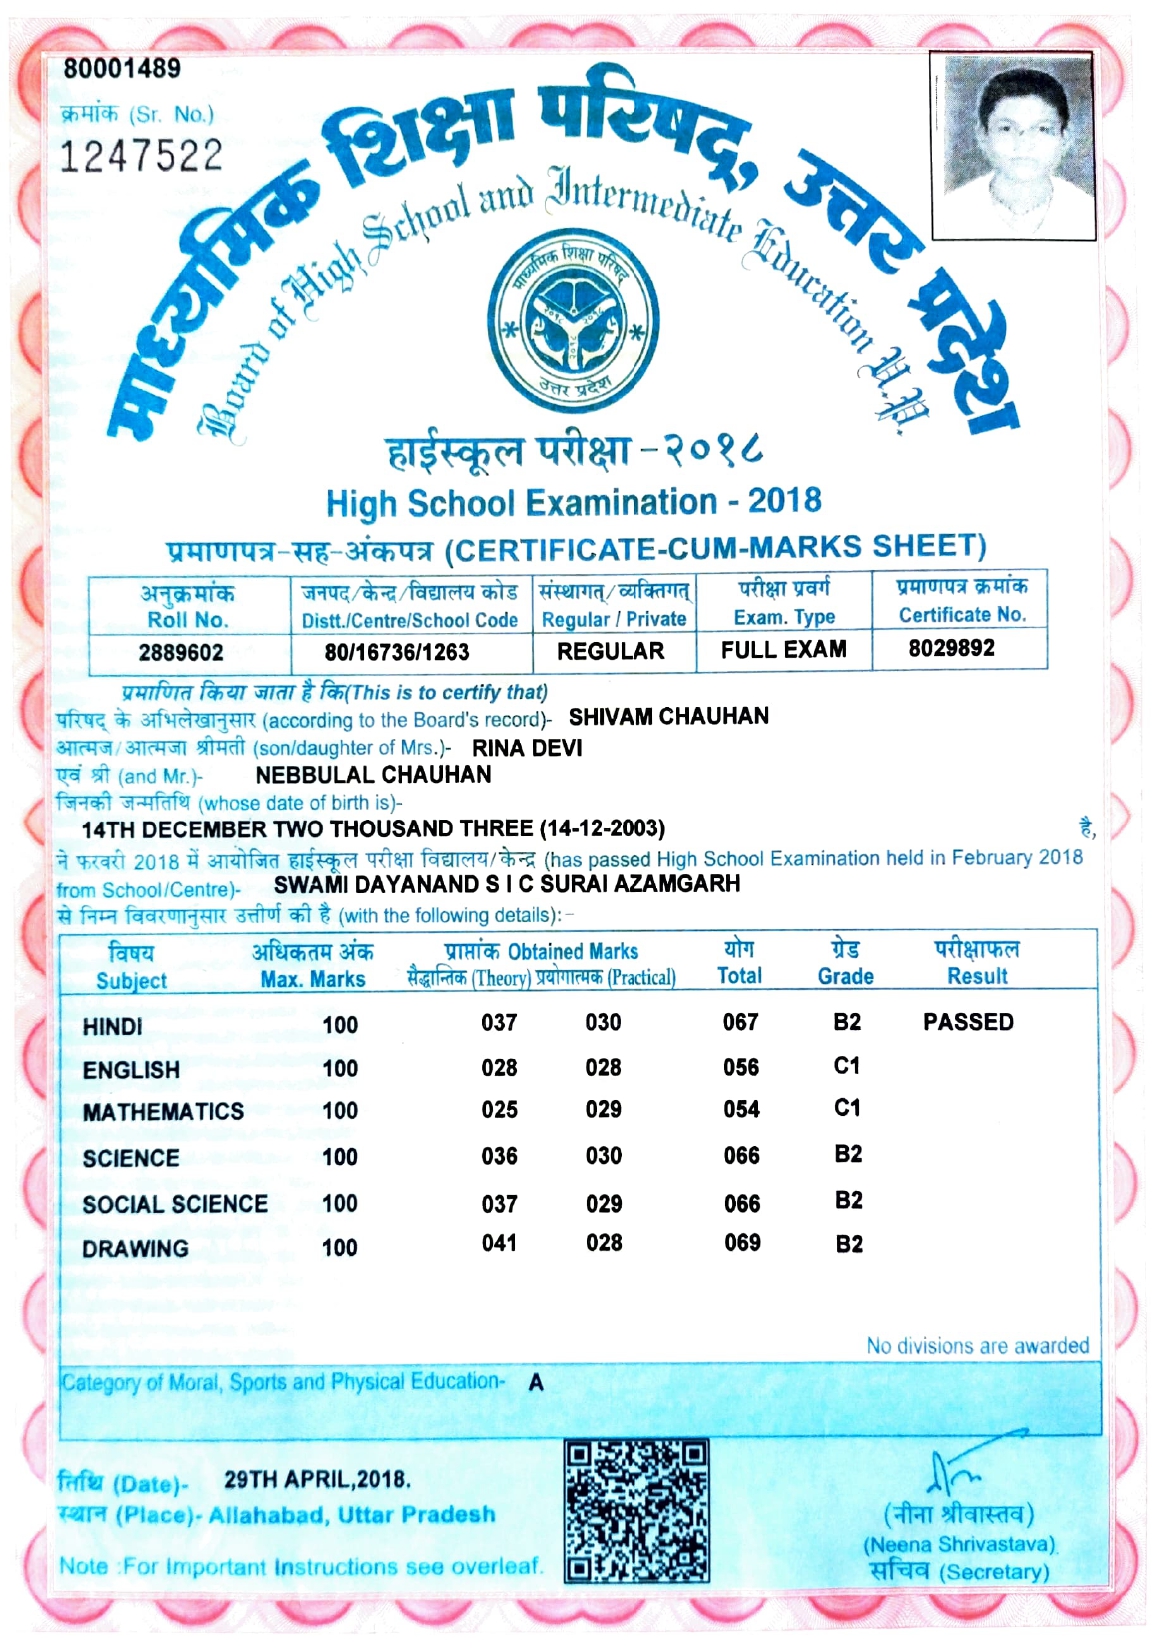 80001489
क्रमांक (Sr. No.)
1247522
माध्यमिक शिक्षा परिषद्, उत्तर प्रदेश
Board of High School and Intermediate Education U.P.
माध्यमिक शिक्षा परिषद
उत्तर प्रदेश
हाईस्कूल परीक्षा -२०१८
High School Examination - 2018
प्रमाणपत्र-सह-अंकपत्र (CERTIFICATE-CUM-MARKS SHEET)
अनुक्रमांक जनपद/केन्द्र/विद्यालय कोड संस्थागत्/व्यक्तिगत् परीक्षा प्रवर्ग प्रमाणपत्र क्रमांक
Roll No. Distt./Centre/School Code Regular / Private Exam. Type Certificate No.
2889602 80/16736/1263 REGULAR FULL EXAM 8029892
प्रमाणित किया जाता है कि(This is to certify that)
परिषद् के अभिलेखानुसार (according to the Board's record)- SHIVAM CHAUHAN
आत्मज/आत्मजा श्रीमती (son/daughter of Mrs.)- RINA DEVI
एवं श्री (and Mr.)- NEBBULAL CHAUHAN
जिनकी जन्मतिथि (whose date of birth is)-
14TH DECEMBER TWO THOUSAND THREE (14-12-2003) है,
ने फरवरी 2018 में आयोजित हाईस्कूल परीक्षा विद्यालय/केन्द्र (has passed High School Examination held in February 2018
from School/Centre)- SWAMI DAYANAND S I C SURAI AZAMGARH
से निम्न विवरणानुसार उत्तीर्ण की है (with the following details):-
विषय अधिकतम अंक प्राप्तांक Obtained Marks योग ग्रेड परीक्षाफल
Subject Max. Marks सैद्धान्तिक (Theory) प्रयोगात्मक (Practical) Total Grade Result
HINDI 100 037 030 067 B2 PASSED
ENGLISH 100 028 028 056 C1
MATHEMATICS 100 025 029 054 C1
SCIENCE 100 036 030 066 B2
SOCIAL SCIENCE 100 037 029 066 B2
DRAWING 100 041 028 069 B2
No divisions are awarded
Category of Moral, Sports and Physical Education- A
तिथि (Date)- 29TH APRIL,2018.
स्थान (Place)- Allahabad, Uttar Pradesh
Note :For Important Instructions see overleaf.
(नीना श्रीवास्तव)
(Neena Shrivastava)
सचिव (Secretary)